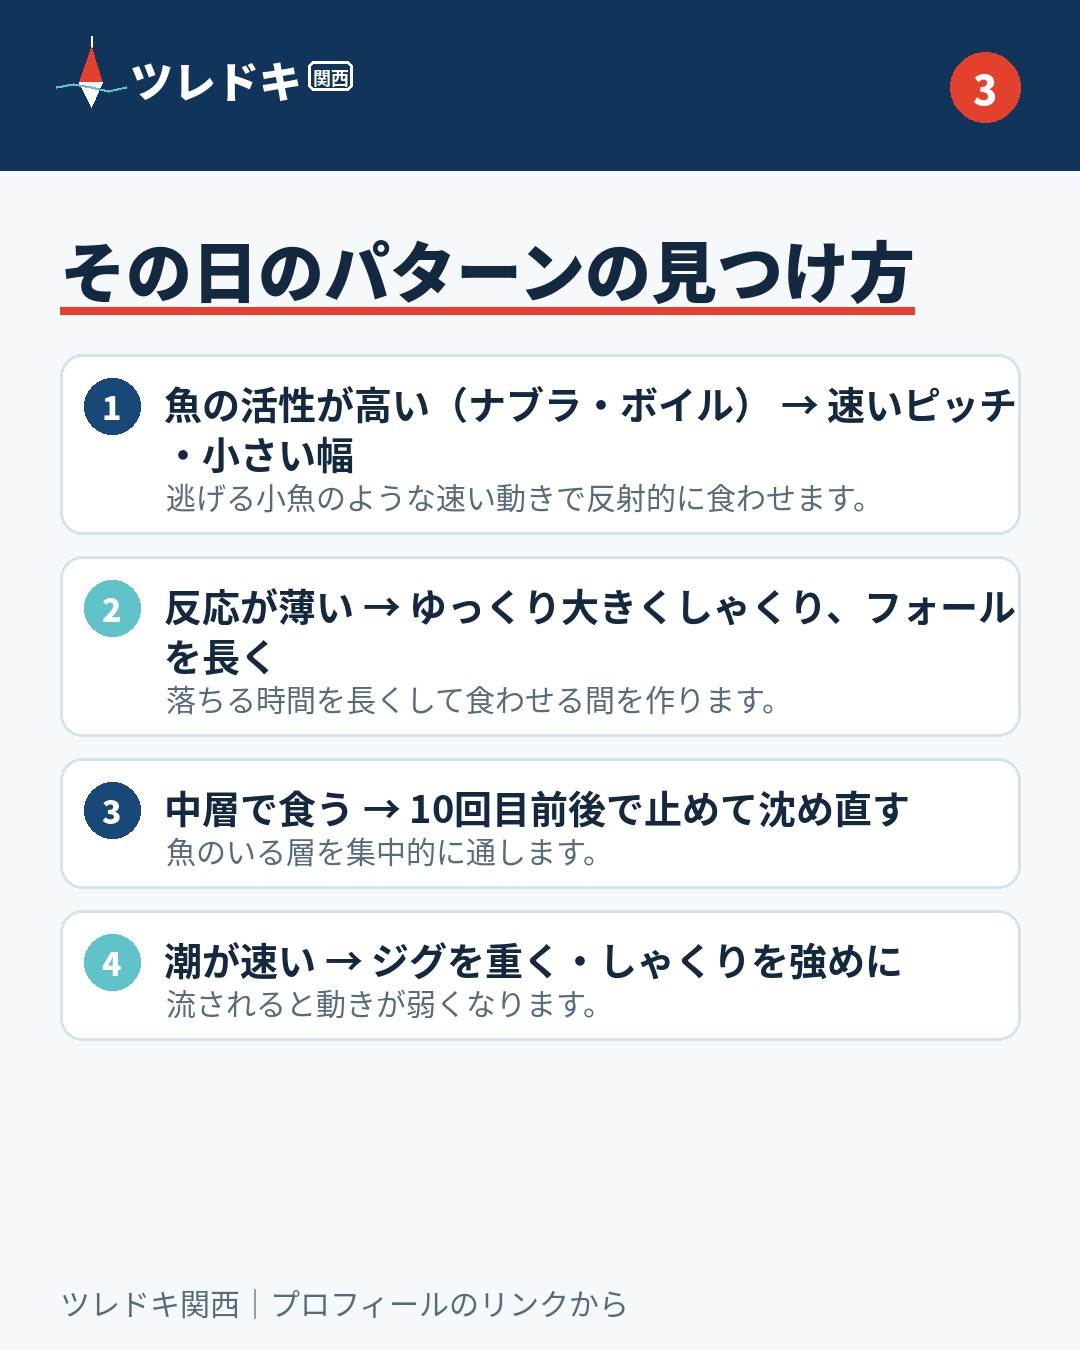 ツレドキ 関西
3
その日のパターンの見つけ方
1 魚の活性が高い（ナブラ・ボイル） → 速いピッチ
・小さい幅
逃げる小魚のような速い動きで反射的に食わせます。
2 反応が薄い → ゆっくり大きくしゃくり、フォール
を長く
落ちる時間を長くして食わせる間を作ります。
3 中層で食う → 10回目前後で止めて沈め直す
魚のいる層を集中的に通します。
4 潮が速い → ジグを重く・しゃくりを強めに
流されると動きが弱くなります。
ツレドキ関西｜プロフィールのリンクから